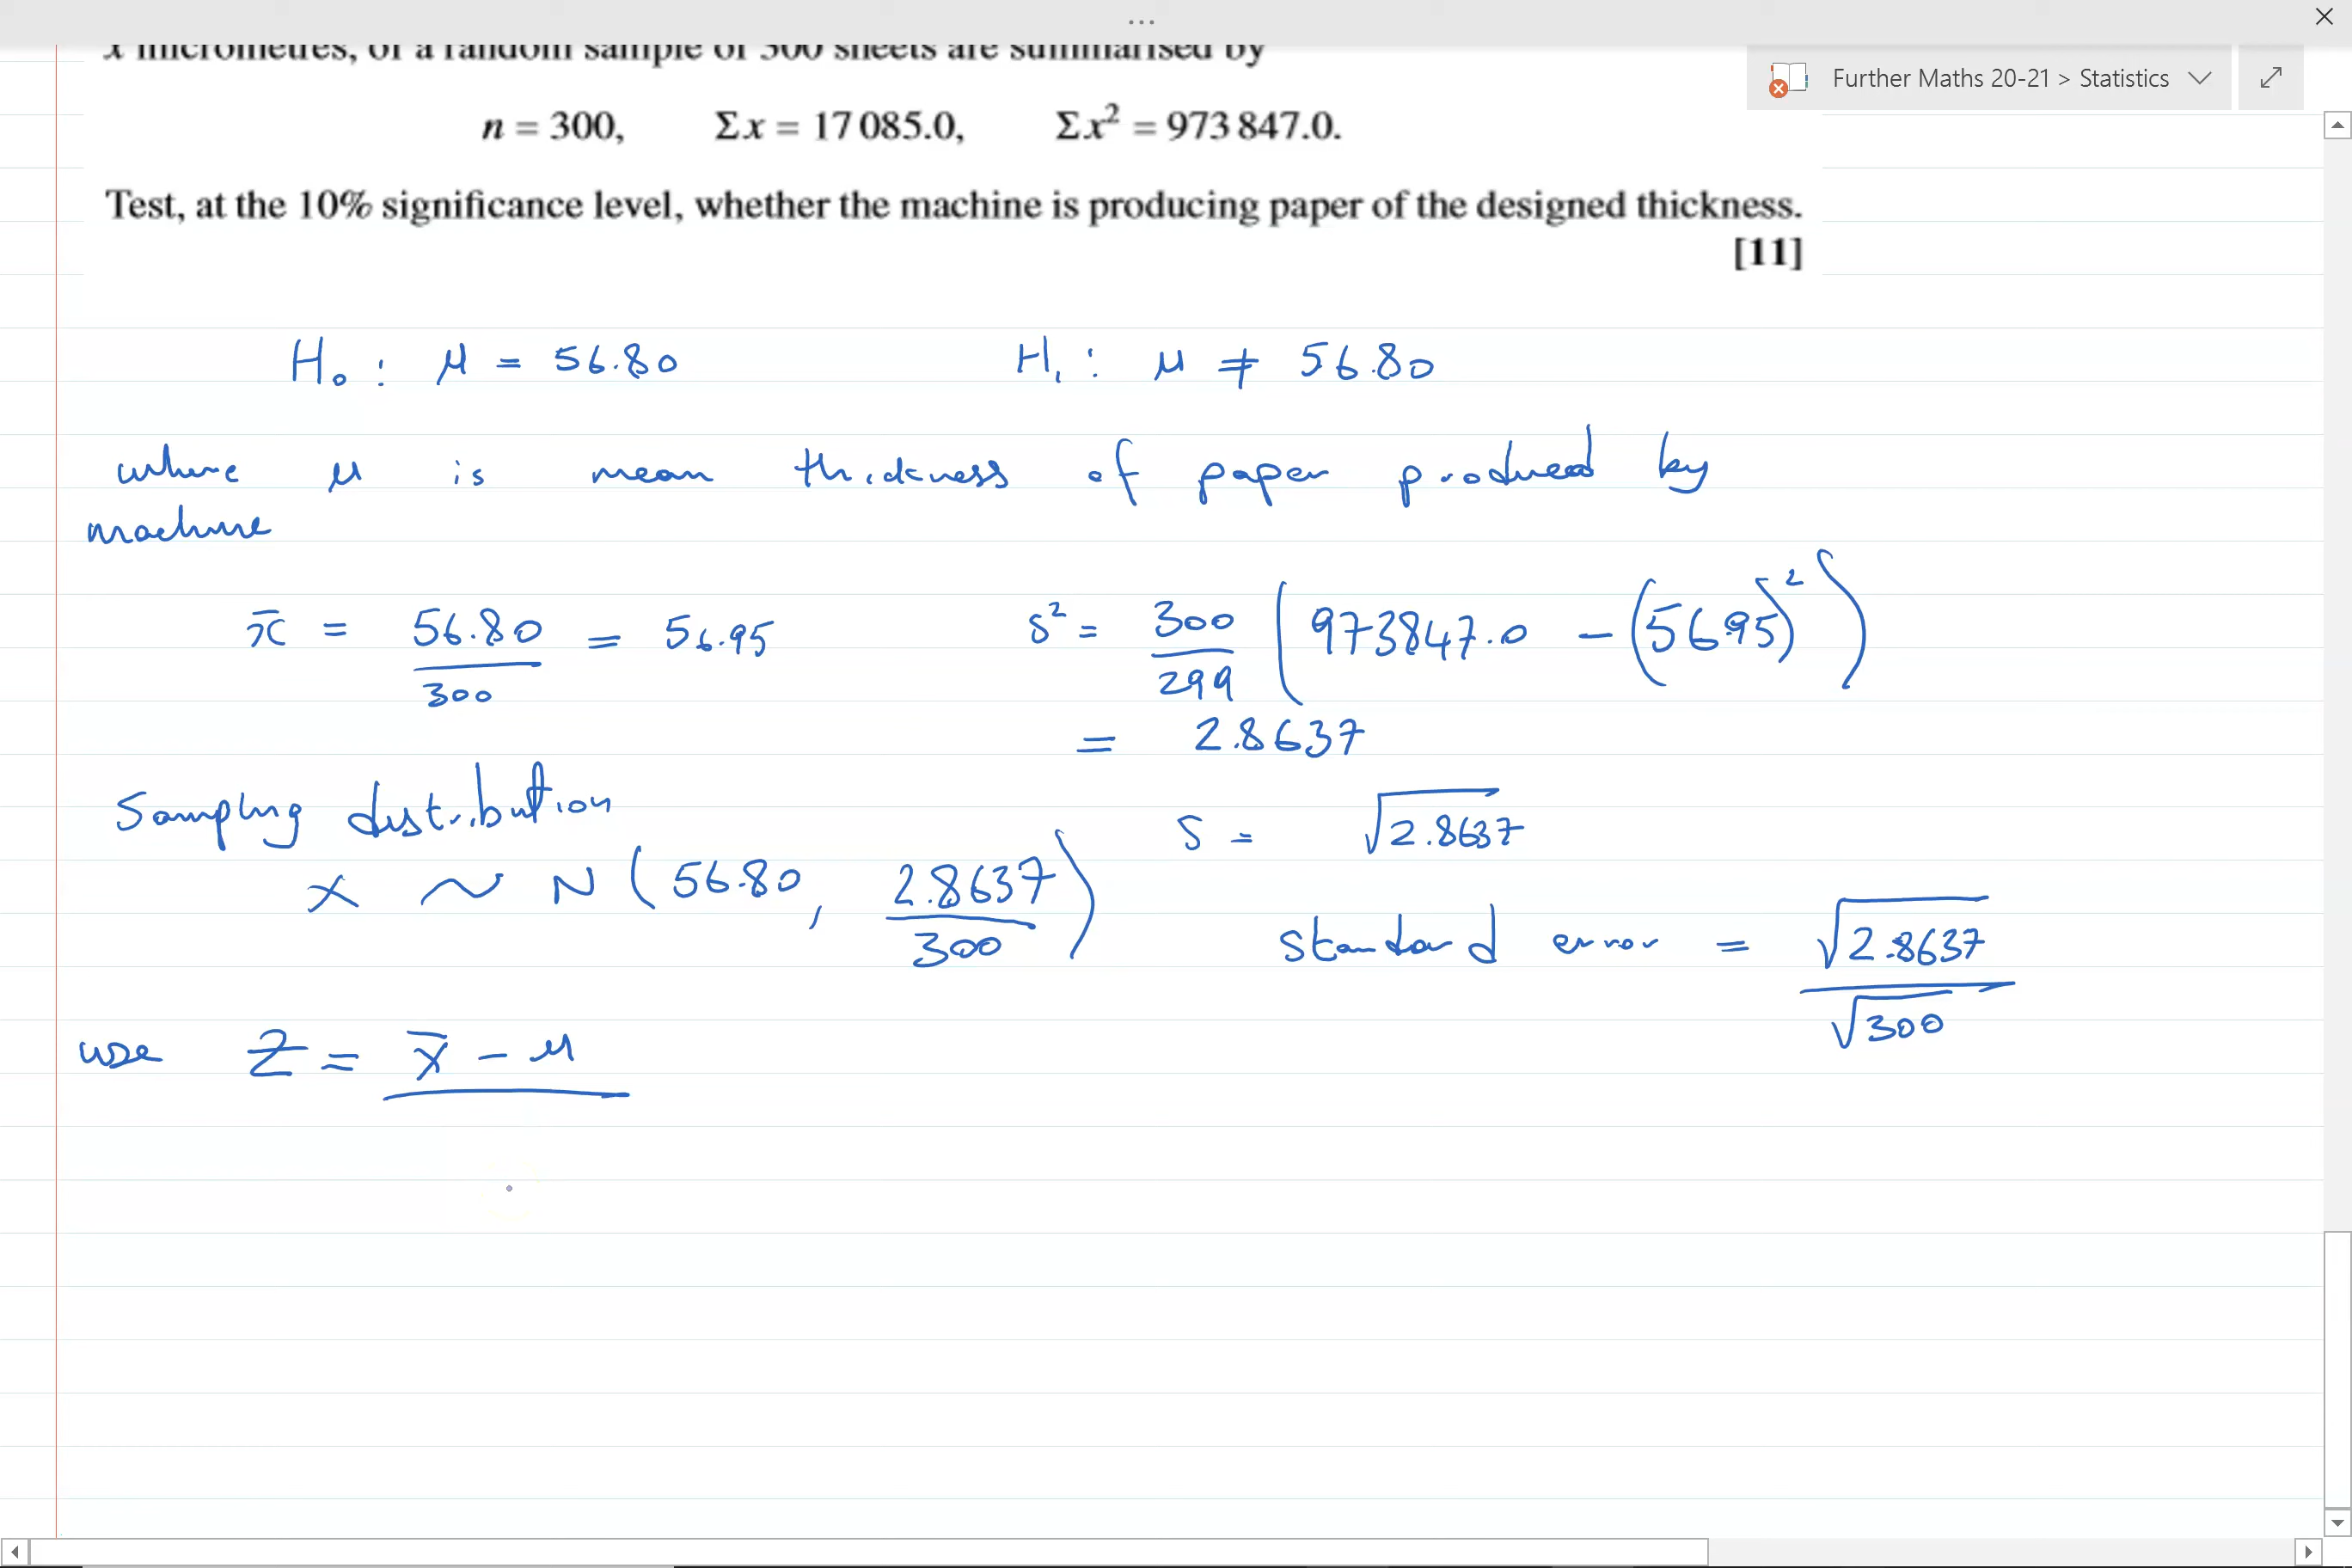 Further Maths 20-21 > Statistics
x micrometres, of a random sample of 300 sheets are summarised by
n = 300, Σx = 17 085.0, Σx² = 973 847.0.
Test, at the 10% significance level, whether the machine is producing paper of the designed thickness.
[11]
H₀ : μ = 56.80 H₁ : μ ≠ 56.80
where μ is mean thickness of paper produced by
machine
x̄ = 56.80/300 = 56.95 s² = 300/299 (973847.0 - (56.95)²)
= 2.8637
Sampling distribution s = √2.8637
X ~ N(56.80, 2.8637/300) standard error = √2.8637/√300
use Z = x̄ - μ